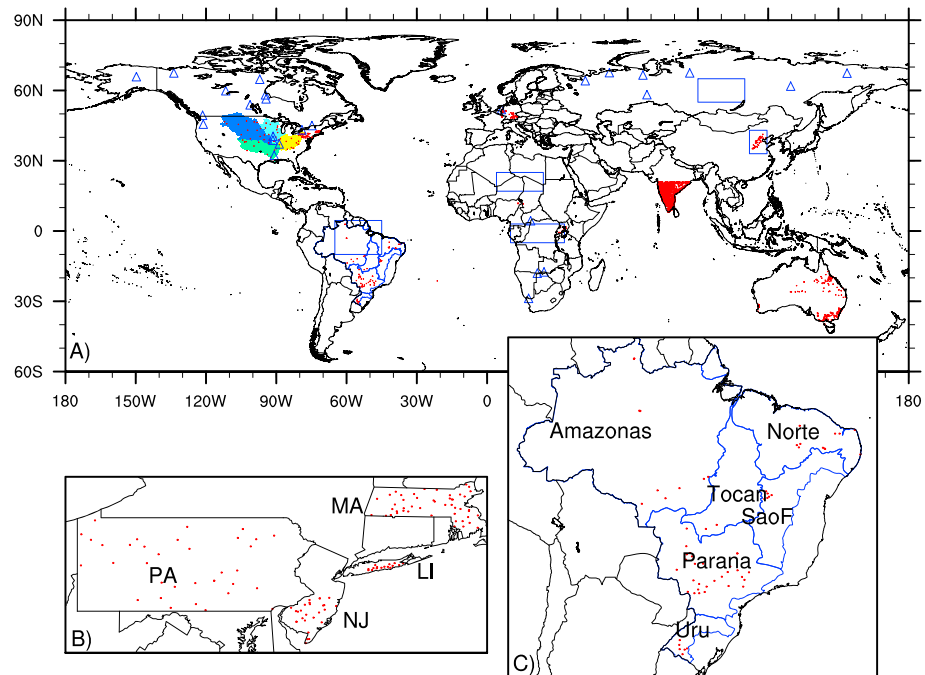 90N
60N
30N
0
30S
60S
A)
180 150W 120W 90W 60W 30W 0 180
MA
PA
LI
NJ
B)
Amazonas
Norte
Tocan
SaoF
Parana
Uru
C)